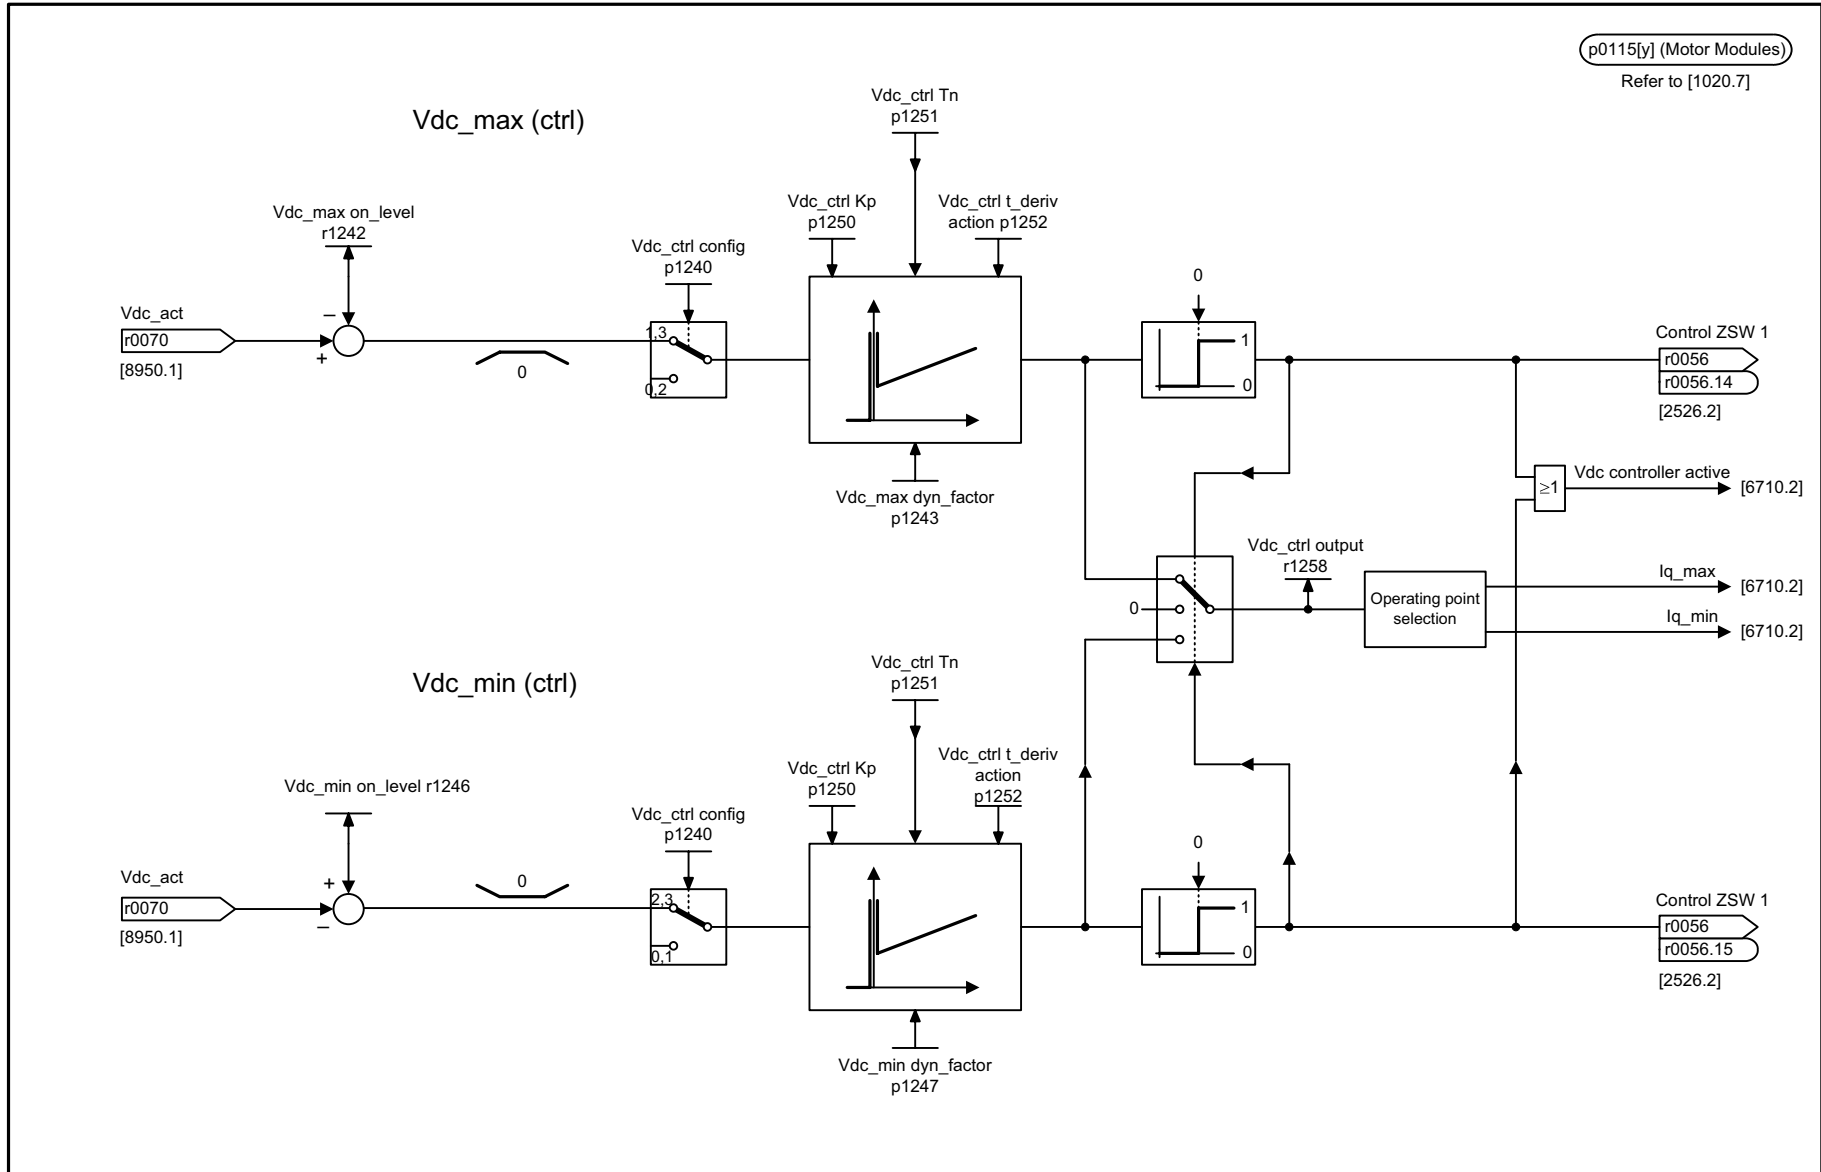 p0115[y] (Motor Modules)
Refer to [1020.7]
Vdc_max (ctrl)
Vdc_ctrl Tn
p1251
Vdc_max on_level
r1242
Vdc_ctrl config
p1240
Vdc_ctrl Kp
p1250
Vdc_ctrl t_deriv
action p1252
0
Vdc_act
r0070
[8950.1]
–
+
0
1,3
0,2
1
0
Control ZSW 1
r0056
r0056.14
[2526.2]
Vdc_max dyn_factor
p1243
≥1
Vdc controller active
[6710.2]
Vdc_ctrl output
r1258
0
Operating point
selection
Iq_max
[6710.2]
Iq_min
[6710.2]
Vdc_min (ctrl)
Vdc_ctrl Tn
p1251
Vdc_min on_level r1246
Vdc_ctrl config
p1240
Vdc_ctrl Kp
p1250
Vdc_ctrl t_deriv
action
p1252
0
Vdc_act
r0070
[8950.1]
+
–
0
2,3
0,1
1
0
Control ZSW 1
r0056
r0056.15
[2526.2]
Vdc_min dyn_factor
p1247